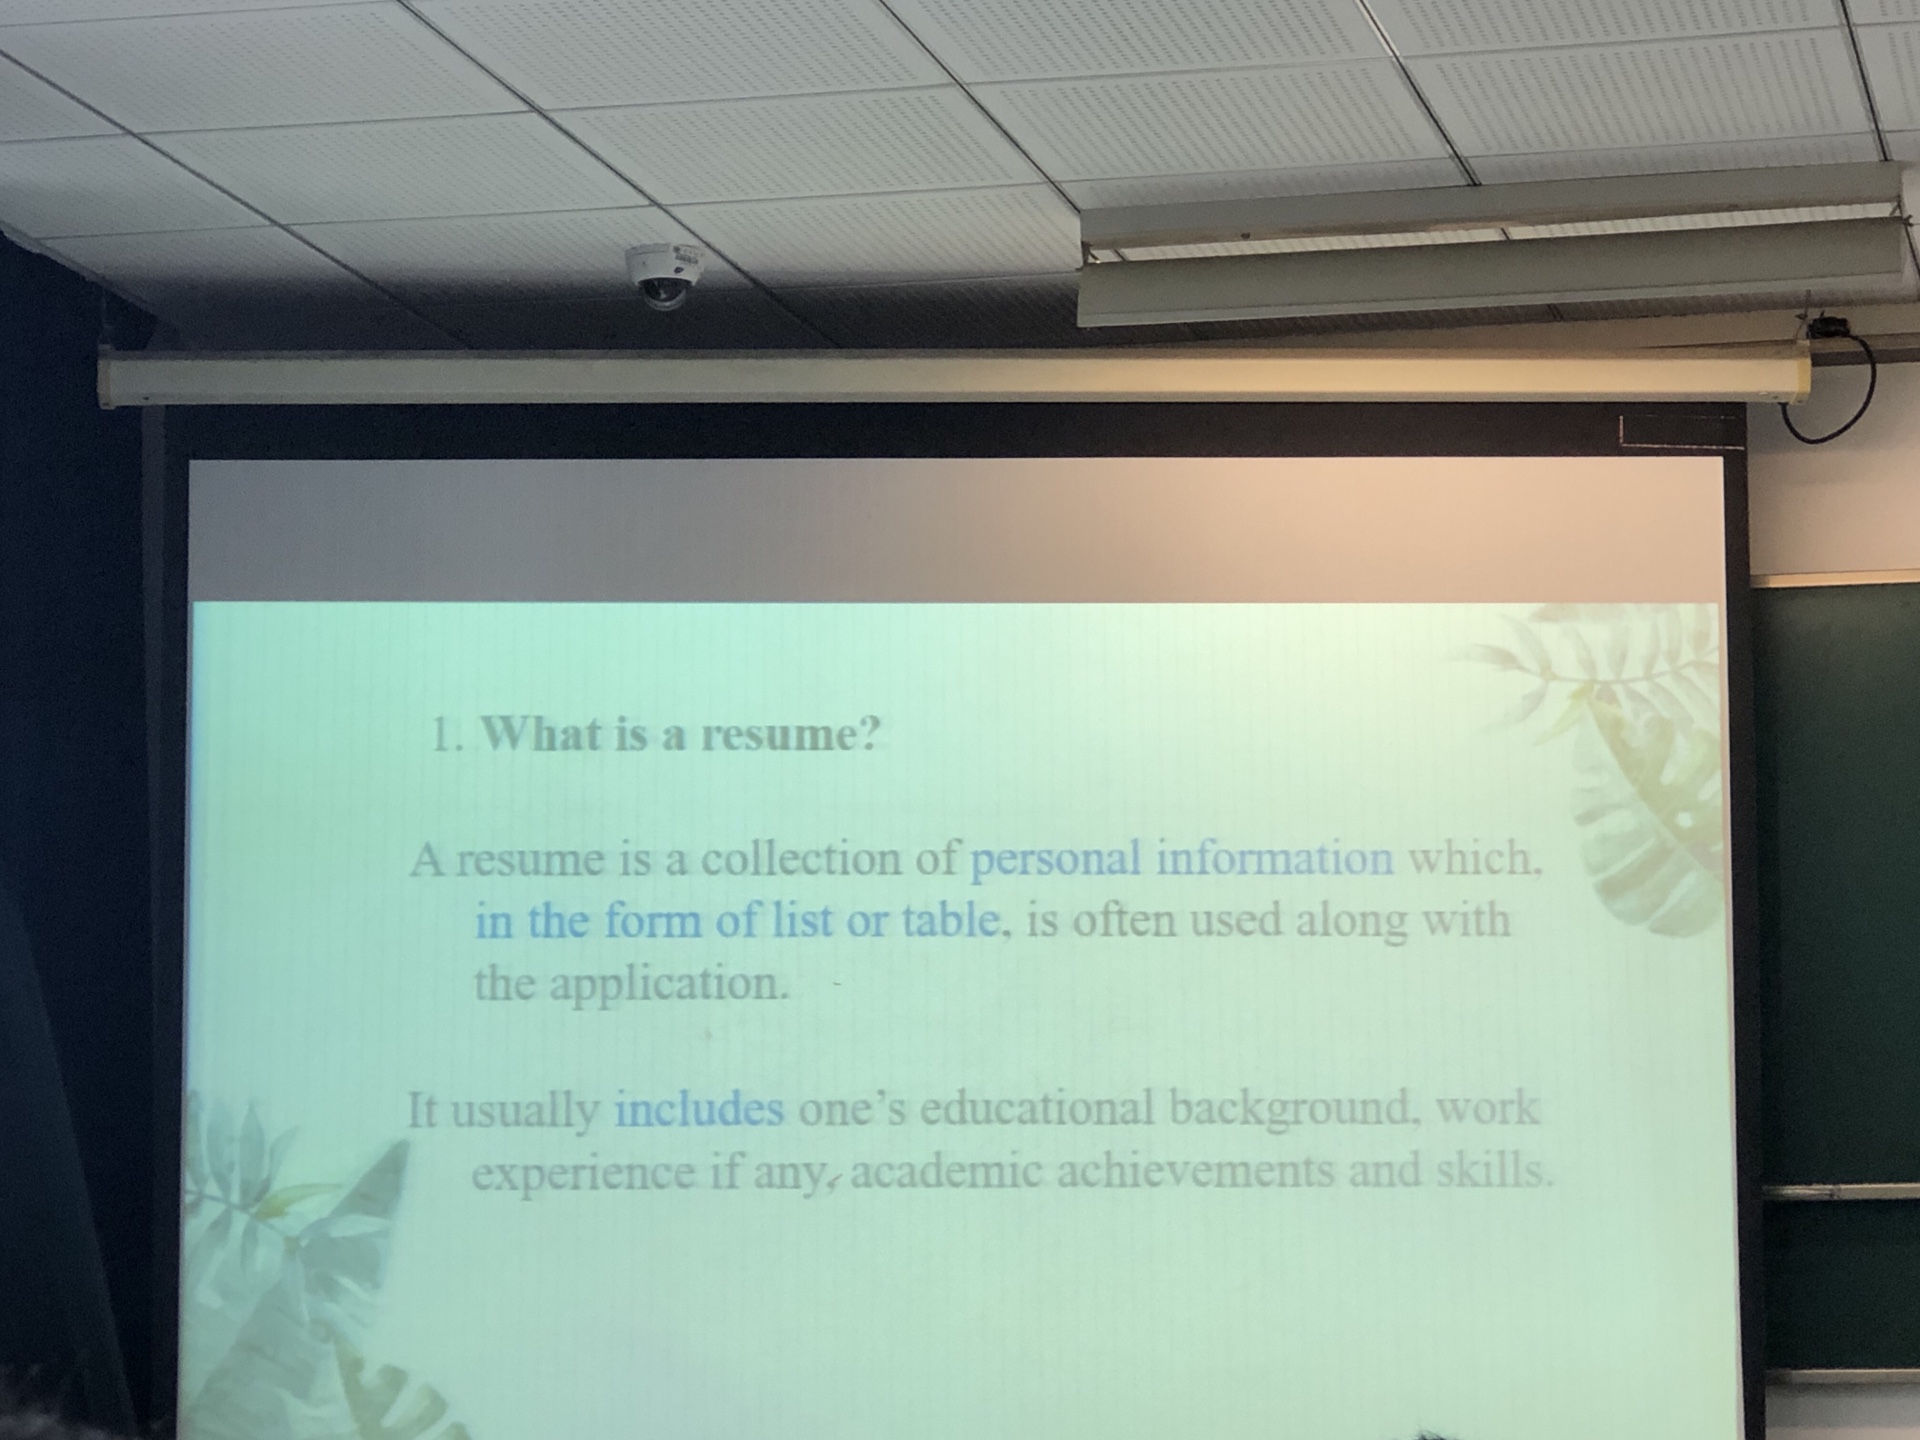 1. What is a resume?
A resume is a collection of personal information which,
in the form of list or table, is often used along with
the application.
It usually includes one’s educational background, work
experience if any, academic achievements and skills.